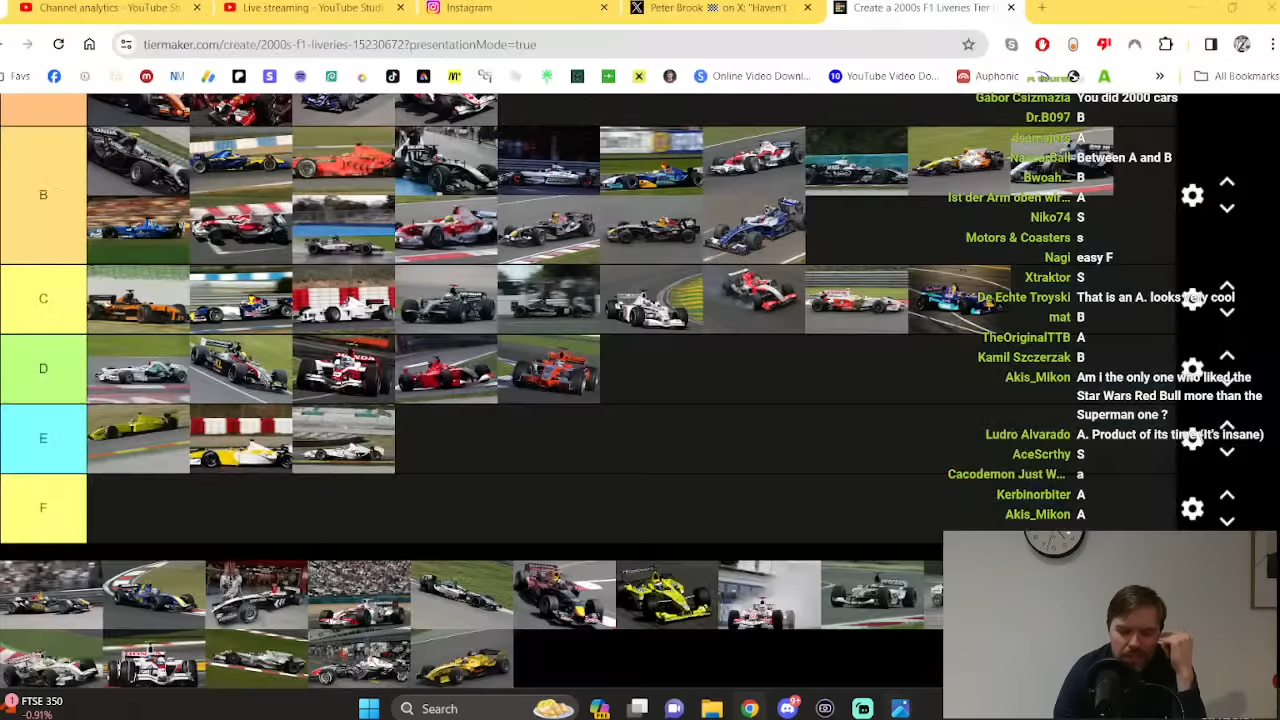 Channel analytics - YouTube St
Live streaming - YouTube Studi
Instagram
Peter Brook on X: "Haven't
Create a 2000s F1 Liveries Tier
tiermaker.com/create/2000s-f1-liveries-15230672?presentationMode=true
Favs
Online Video Downl...
YouTube Video Do...
Auphonic
All Bookmarks
Gabor Csizmazia You did 2000 cars
Dr.B097 B
dsamajors A
NascarBall Between A and B
Bwoah... B
Ist der Arm oben wir... A
Niko74 S
Motors & Coasters s
Nagi easy F
Xtraktor S
De Echte Troyski That is an A. looks very cool
mat B
TheOriginalTTB A
Kamil Szczerzak B
Akis_Mikon Am i the only one who liked the
Star Wars Red Bull more than the
Superman one ?
Ludro Alvarado A. Product of its time (It's insane)
AceScrthy S
Cacodemon Just W... a
Kerbinorbiter A
Akis_Mikon A
B
C
D
E
F
FTSE 350
-0.91%
Search